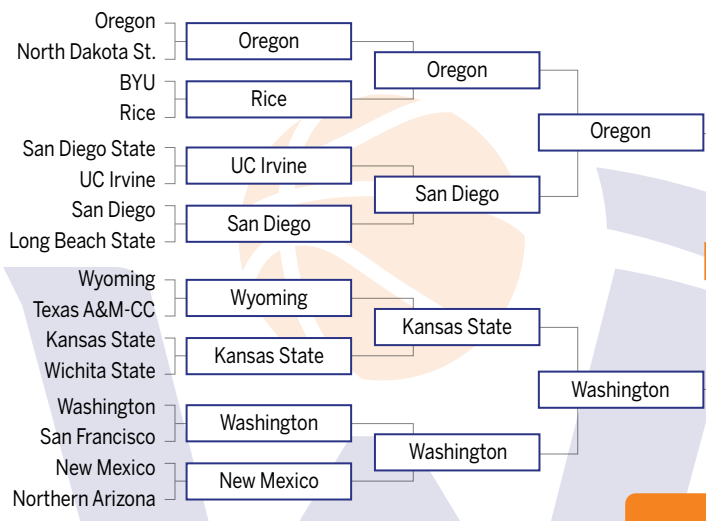 Oregon
North Dakota St.
BYU
Rice
San Diego State
UC Irvine
San Diego
Long Beach State
Wyoming
Texas A&M-CC
Kansas State
Wichita State
Washington
San Francisco
New Mexico
Northern Arizona
Oregon
Rice
UC Irvine
San Diego
Wyoming
Kansas State
Washington
New Mexico
Oregon
San Diego
Kansas State
Washington
Oregon
Washington